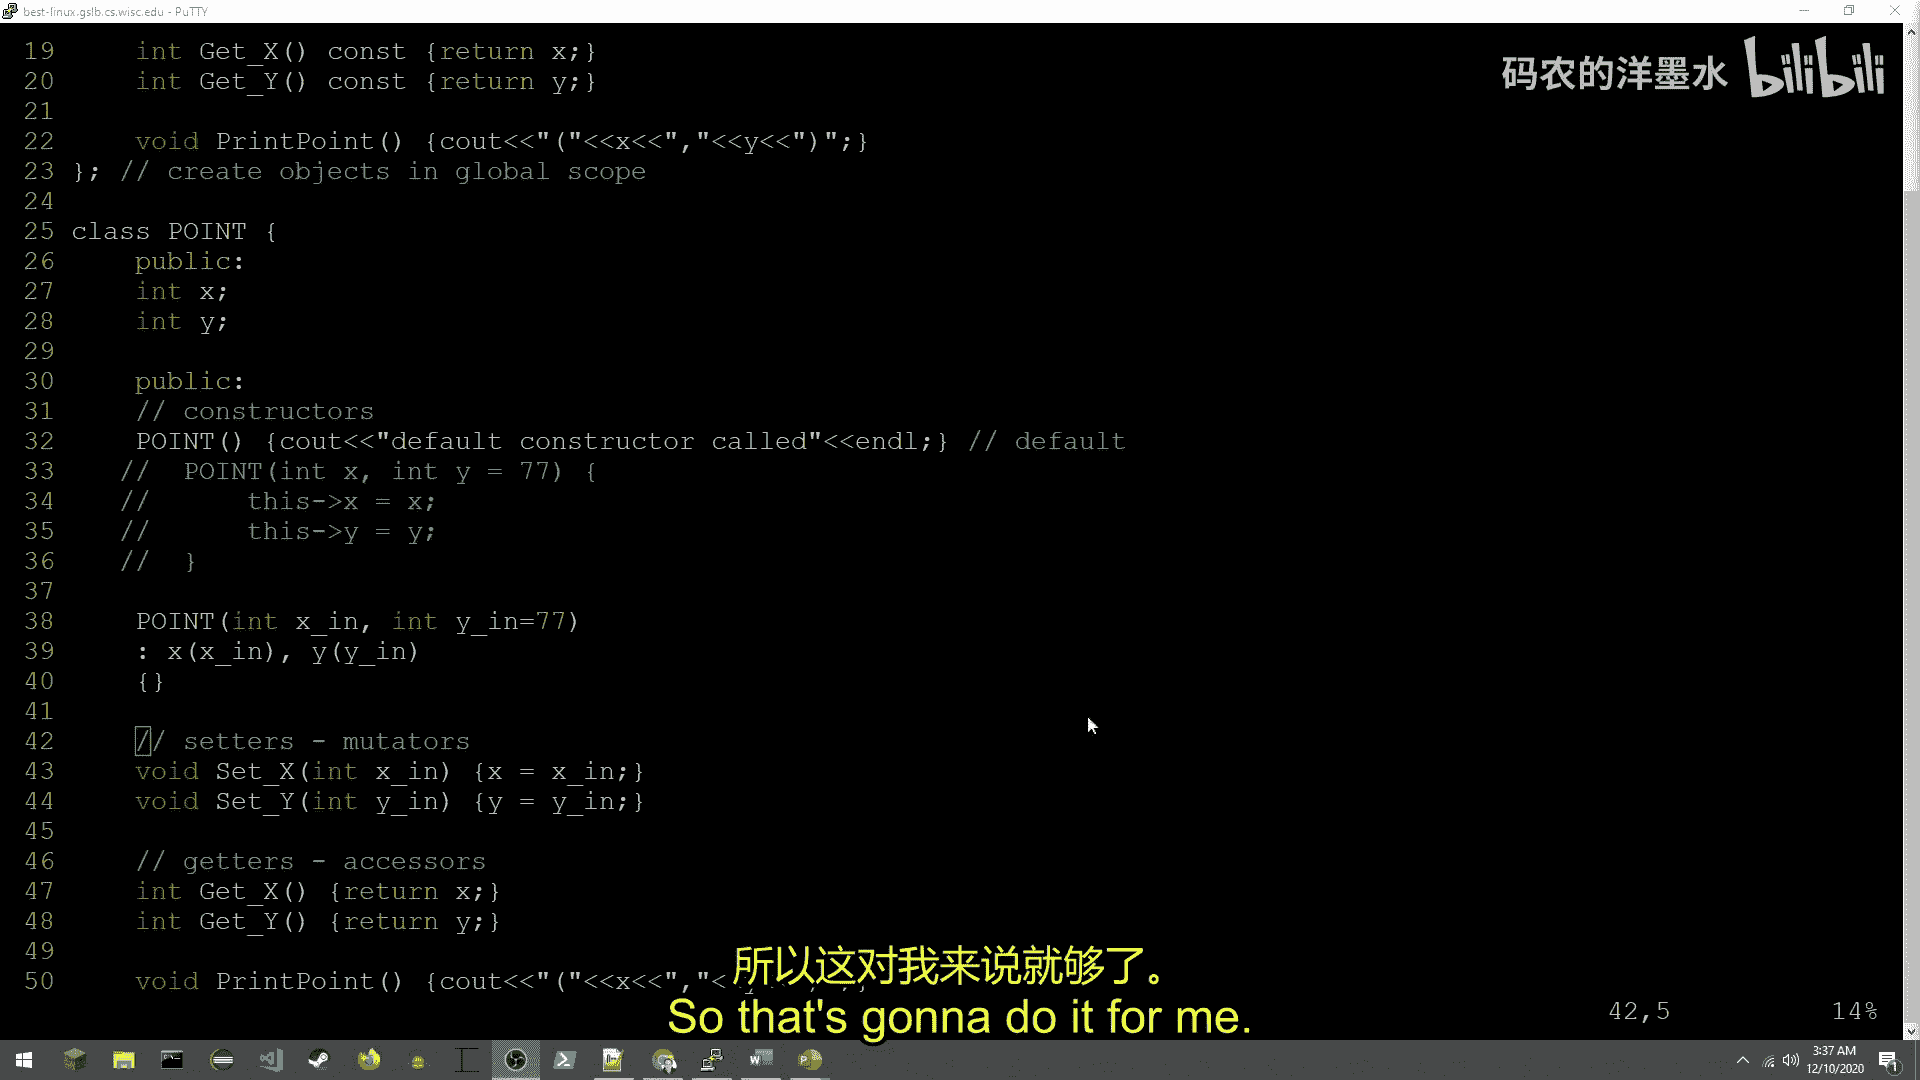 best-linux.gslb.cs.wisc.edu - PuTTY
码农的洋墨水 bilibili
19 int Get_X() const {return x;}
20 int Get_Y() const {return y;}
21
22 void PrintPoint() {cout<<"("<<x<<","<<y<<")";}
23 }; // create objects in global scope
24
25 class POINT {
26 public:
27 int x;
28 int y;
29
30 public:
31 // constructors
32 POINT() {cout<<"default constructor called"<<endl;} // default
33 // POINT(int x, int y = 77) {
34 // this->x = x;
35 // this->y = y;
36 // }
37
38 POINT(int x_in, int y_in=77)
39 : x(x_in), y(y_in)
40 {}
41
42 // setters - mutators
43 void Set_X(int x_in) {x = x_in;}
44 void Set_Y(int y_in) {y = y_in;}
45
46 // getters - accessors
47 int Get_X() {return x;}
48 int Get_Y() {return y;}
49
50 void PrintPoint() {cout<<"("<<x<<","<
所以这对我来说就够了。
So that's gonna do it for me.
42,5 14%
3:37 AM
12/10/2020